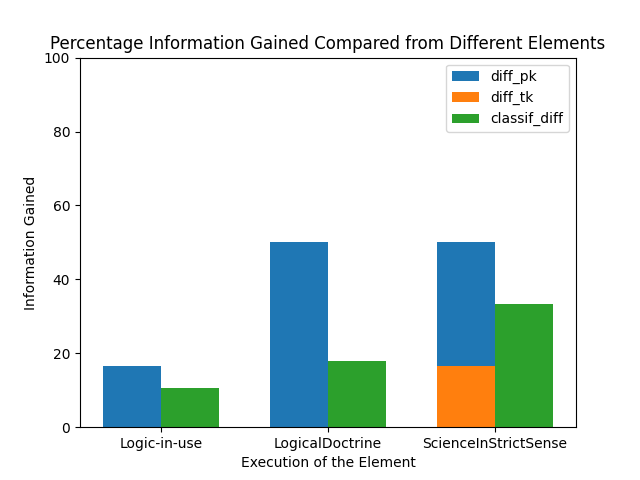 Percentage Information Gained Compared from Different Elements
100
80
60
40
20
0
Information Gained
diff_pk
diff_tk
classif_diff
Logic-in-use
LogicalDoctrine
ScienceInStrictSense
Execution of the Element